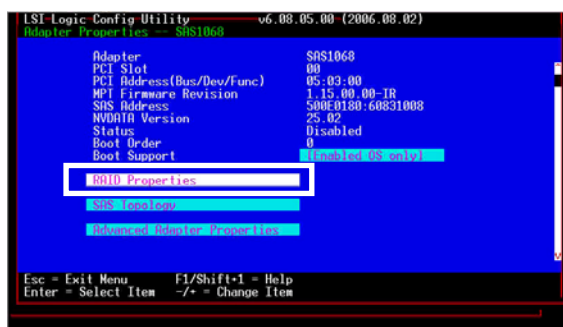 LSI Logic Config Utility v6.08.05.00 (2006.08.02)
Adapter Properties -- SAS1068
Adapter SAS1068
PCI Slot 00
PCI Address(Bus/Dev/Func) 05:03:00
MPT Firmware Revision 1.15.00.00-IR
SAS Address 500E0180:60831008
NVDATA Version 25.02
Status Disabled
Boot Order 0
Boot Support [Enabled OS only]
RAID Properties
SAS Topology
Advanced Adapter Properties
Esc = Exit Menu F1/Shift+1 = Help
Enter = Select Item -/+ = Change Item